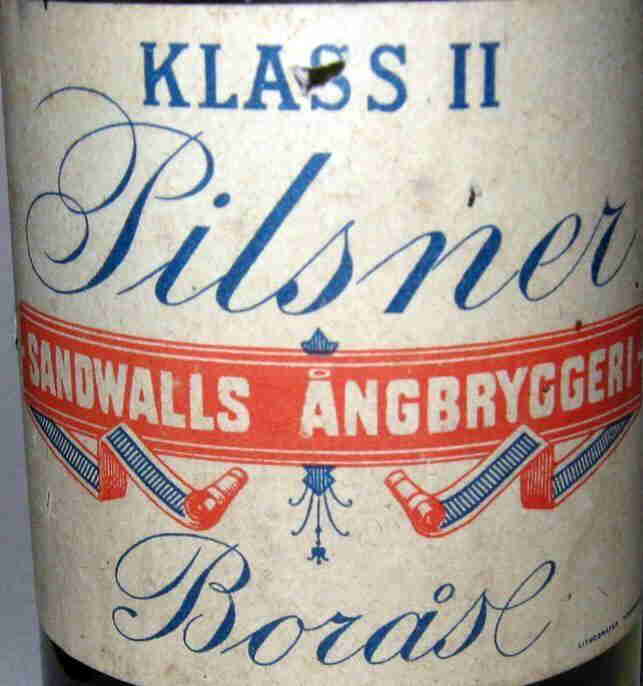 KLASS II
Pilsner
SANDWALLS ÅNGBRYGGERI
Borås